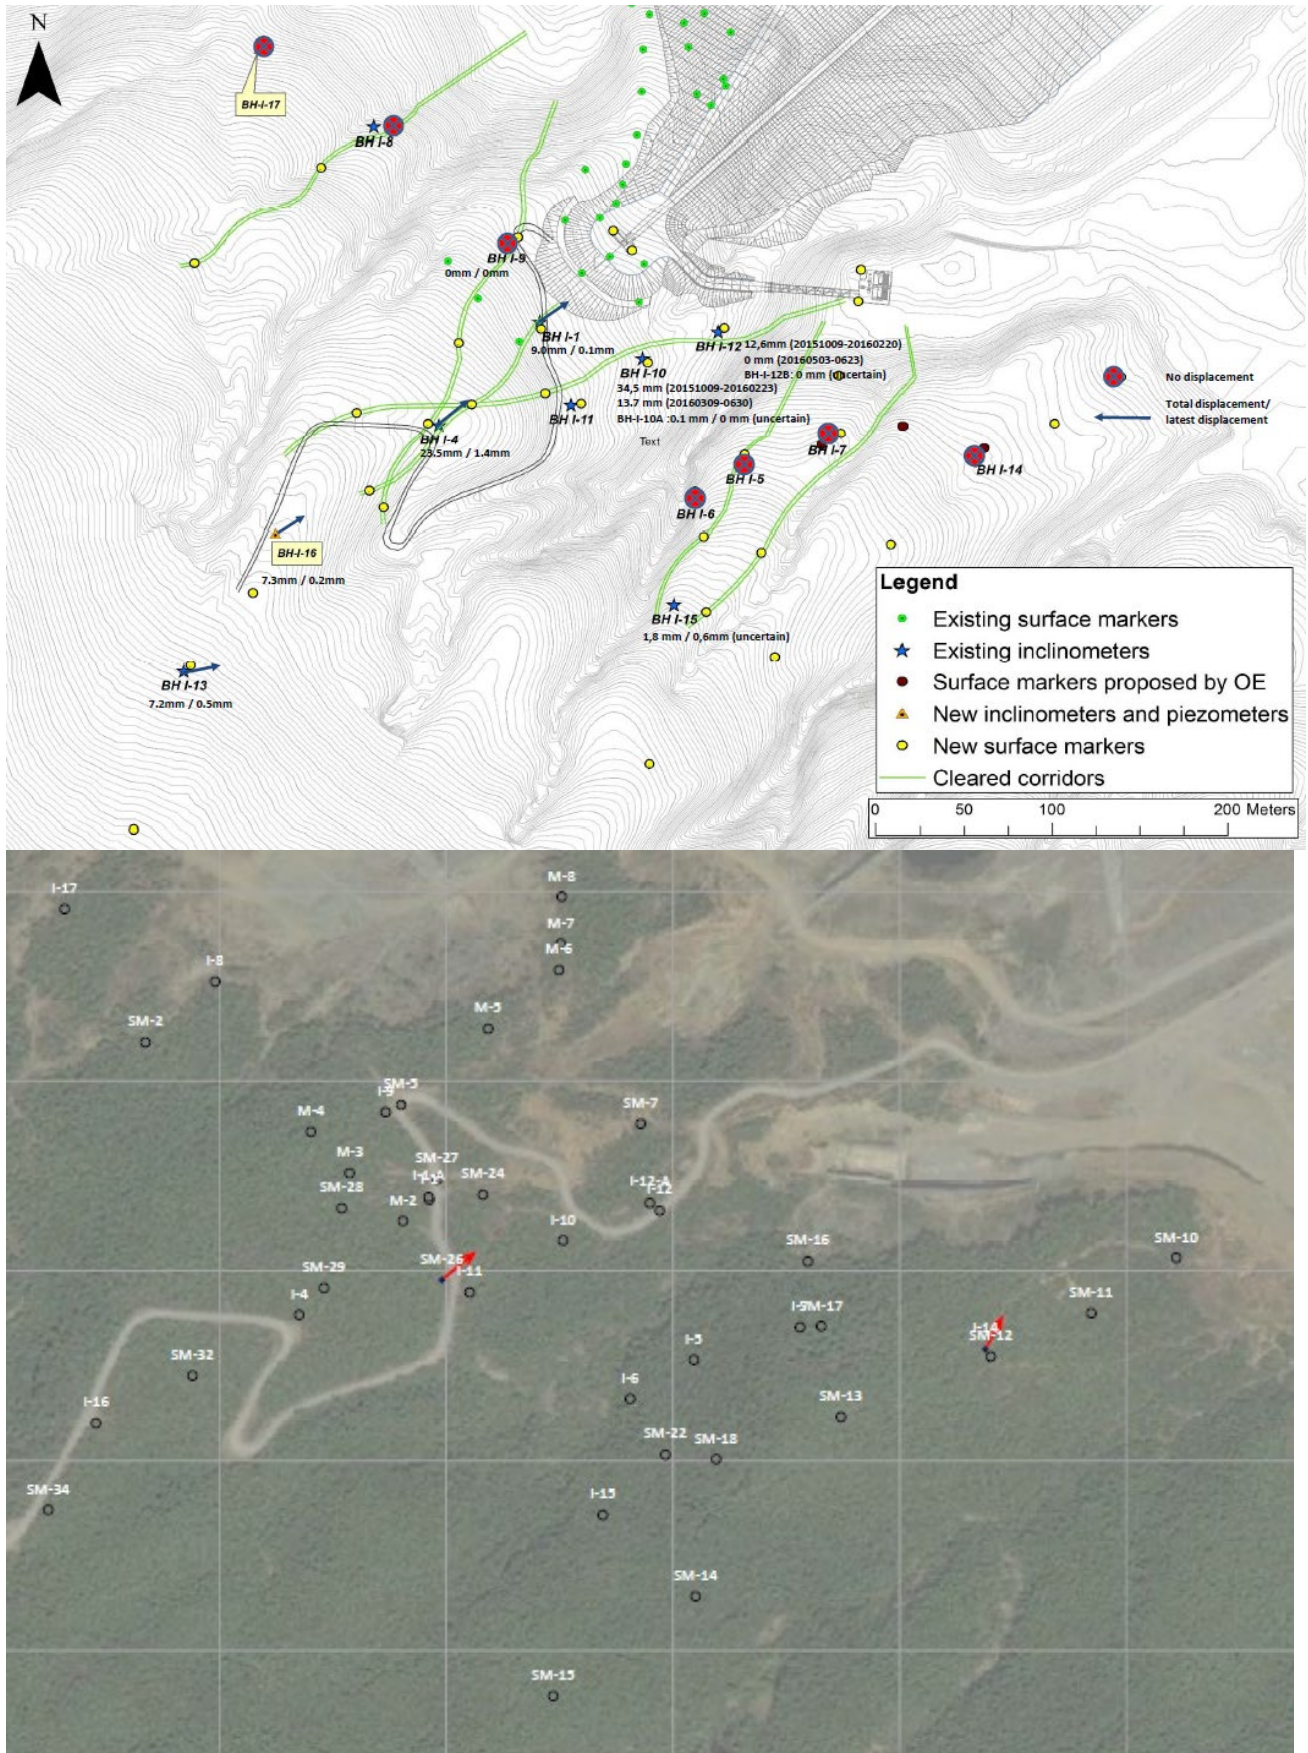 N
BH-I-17
BH I-8
BH I-9
0mm / 0mm
BH I-1
9.0mm / 0.1mm
BH I-12
12,6mm (20151009-20160220)
0 mm (20160503-0623)
BH-I-12B: 0 mm (uncertain)
BH I-10
34,5 mm (20151009-20160223)
13.7 mm (20160309-0630)
BH-I-10A :0.1 mm / 0 mm (uncertain)
BH I-11
Text
No displacement
Total displacement/
latest displacement
BH I-4
23.5mm / 1.4mm
BH I-7
BH I-5
BH I-14
BH I-6
BH-I-16
7.3mm / 0.2mm
BH I-15
1,8 mm / 0,6mm (uncertain)
BH I-13
7.2mm / 0.5mm
Legend
Existing surface markers
Existing inclinometers
Surface markers proposed by OE
New inclinometers and piezometers
New surface markers
Cleared corridors
0 50 100 200 Meters
I-17
M-8
M-7
M-6
I-8
SM-2
M-5
SM-5
I-9
M-4
SM-7
M-3
SM-27
I-1-A
SM-24
I-12-A
I-12
SM-28
M-2
I-10
SM-16
SM-10
SM-26
SM-29
I-11
SM-11
I-4
I-7
SM-17
I-14
SM-12
I-5
SM-32
I-6
SM-13
I-16
SM-22
SM-18
SM-34
I-15
SM-14
SM-15